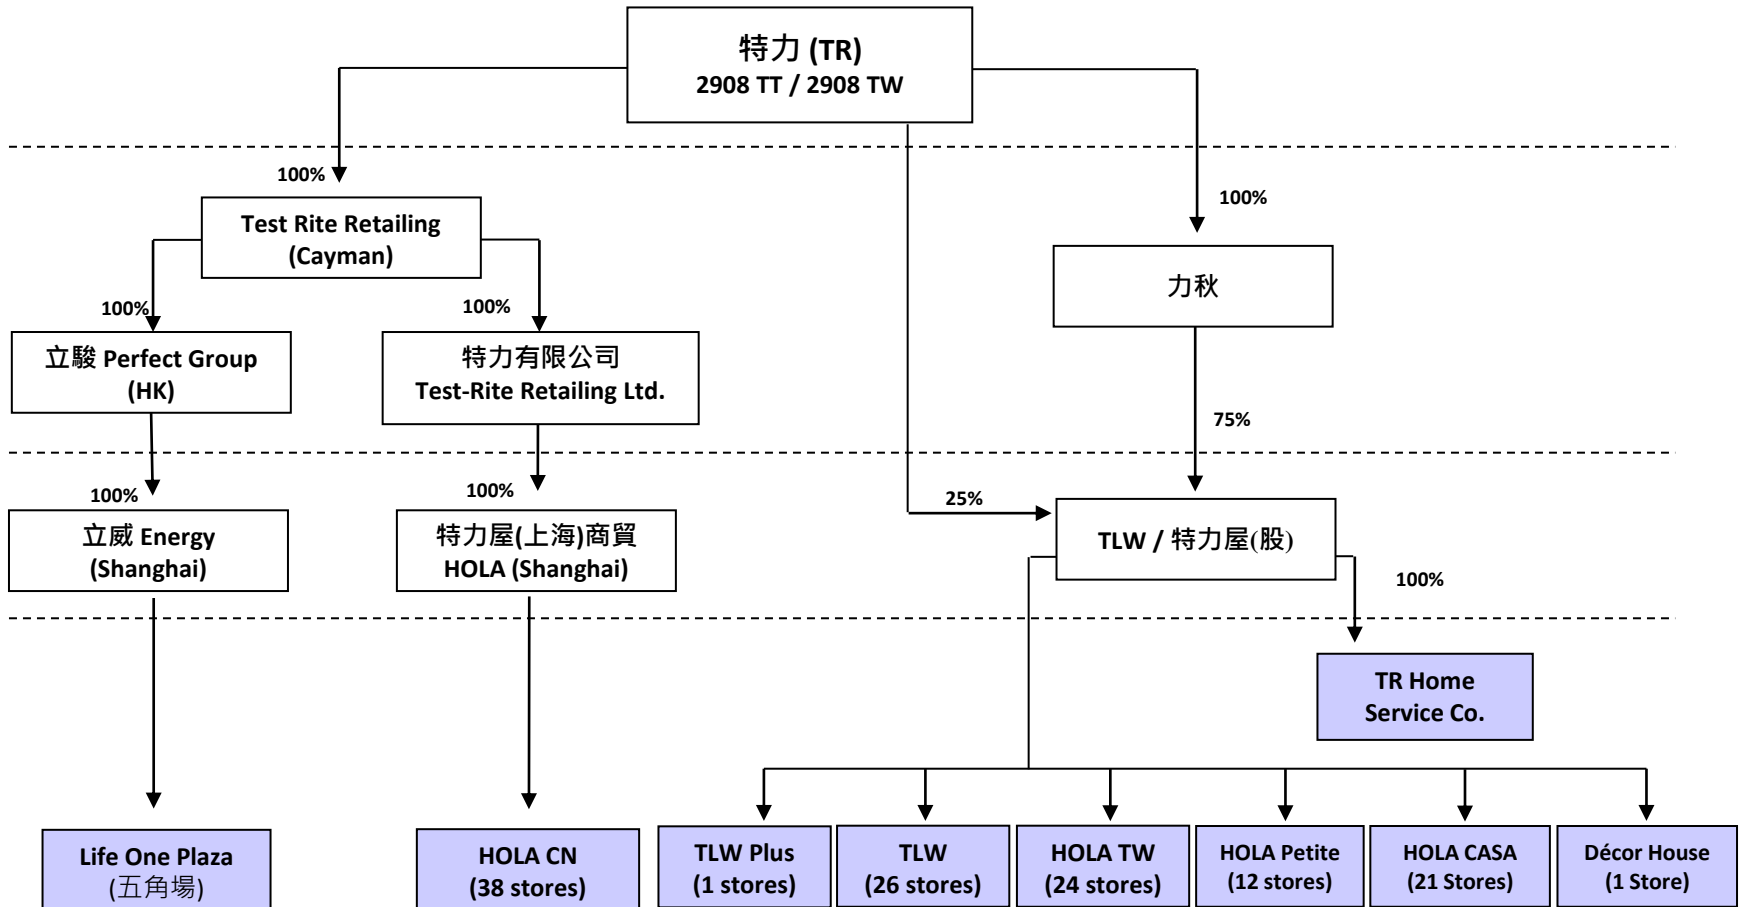 特力 (TR)
2908 TT / 2908 TW
100%
100%
Test Rite Retailing
(Cayman)
力秋
100%
100%
立駿 Perfect Group
(HK)
特力有限公司
Test-Rite Retailing Ltd.
75%
100%
100%
25%
立威 Energy
(Shanghai)
特力屋(上海)商貿
HOLA (Shanghai)
TLW / 特力屋(股)
100%
TR Home
Service Co.
Life One Plaza
(五角場)
HOLA CN
(38 stores)
TLW Plus
(1 stores)
TLW
(26 stores)
HOLA TW
(24 stores)
HOLA Petite
(12 stores)
HOLA CASA
(21 Stores)
Décor House
(1 Store)